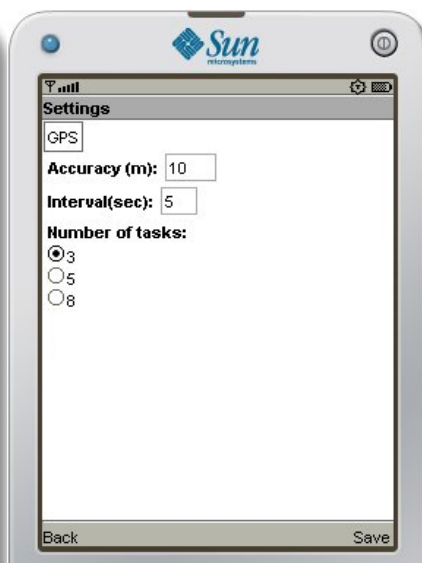 Sun
microsystems
Settings
GPS
Accuracy (m): 10
Interval(sec): 5
Number of tasks:
3
5
8
Back Save